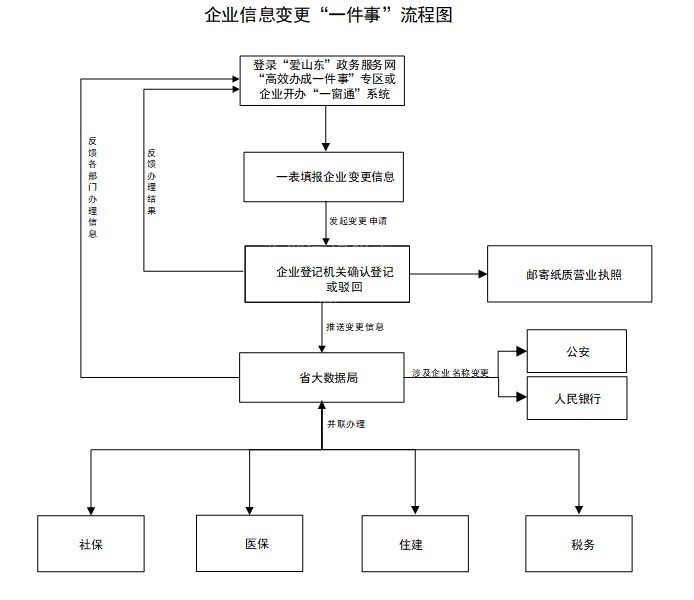 企业信息变更“一件事”流程图
登录“爱山东”政务服务网
“高效办成一件事”专区或
企业开办“一窗通”系统
反馈各部门办理信息
反馈办理结果
一表填报企业变更信息
发起变更申请
企业登记机关确认登记
或驳回
邮寄纸质营业执照
推送变更信息
省大数据局
涉及企业名称变更
公安
人民银行
并联办理
社保
医保
住建
税务